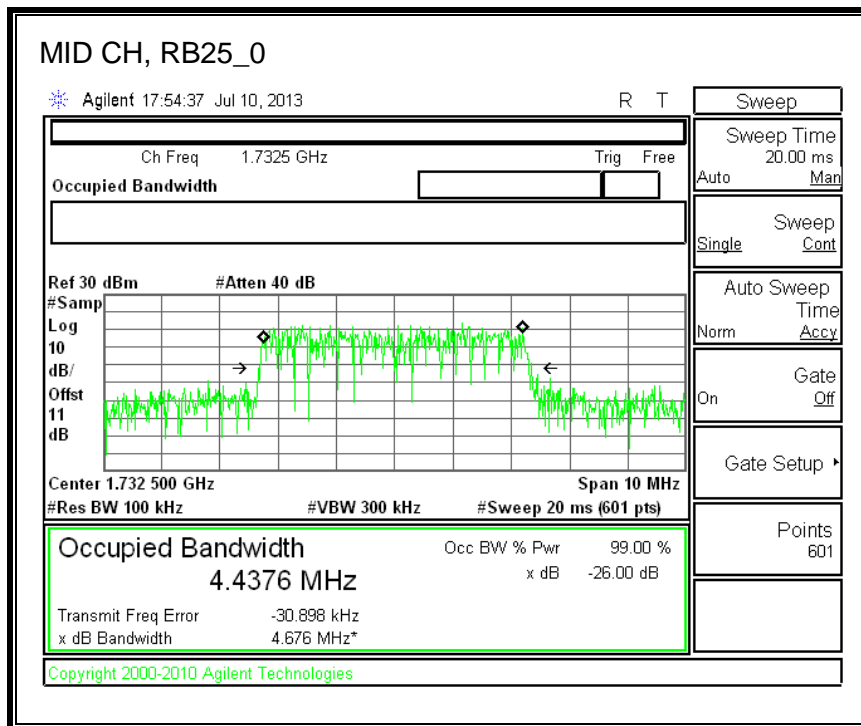 MID CH, RB25_0
Agilent 17:54:37 Jul 10, 2013 R T
Ch Freq 1.7325 GHz Trig Free
Occupied Bandwidth
Ref 30 dBm #Atten 40 dB
#Samp
Log
10
dB/
Offst
11
dB
Center 1.732 500 GHz Span 10 MHz
#Res BW 100 kHz #VBW 300 kHz #Sweep 20 ms (601 pts)
Occupied Bandwidth Occ BW % Pwr 99.00 %
4.4376 MHz x dB -26.00 dB
Transmit Freq Error -30.898 kHz
x dB Bandwidth 4.676 MHz*
Copyright 2000-2010 Agilent Technologies
Sweep
Sweep Time
20.00 ms
Auto Man
Sweep
Single Cont
Auto Sweep
Time
Norm Accy
Gate
On Off
Gate Setup
Points
601